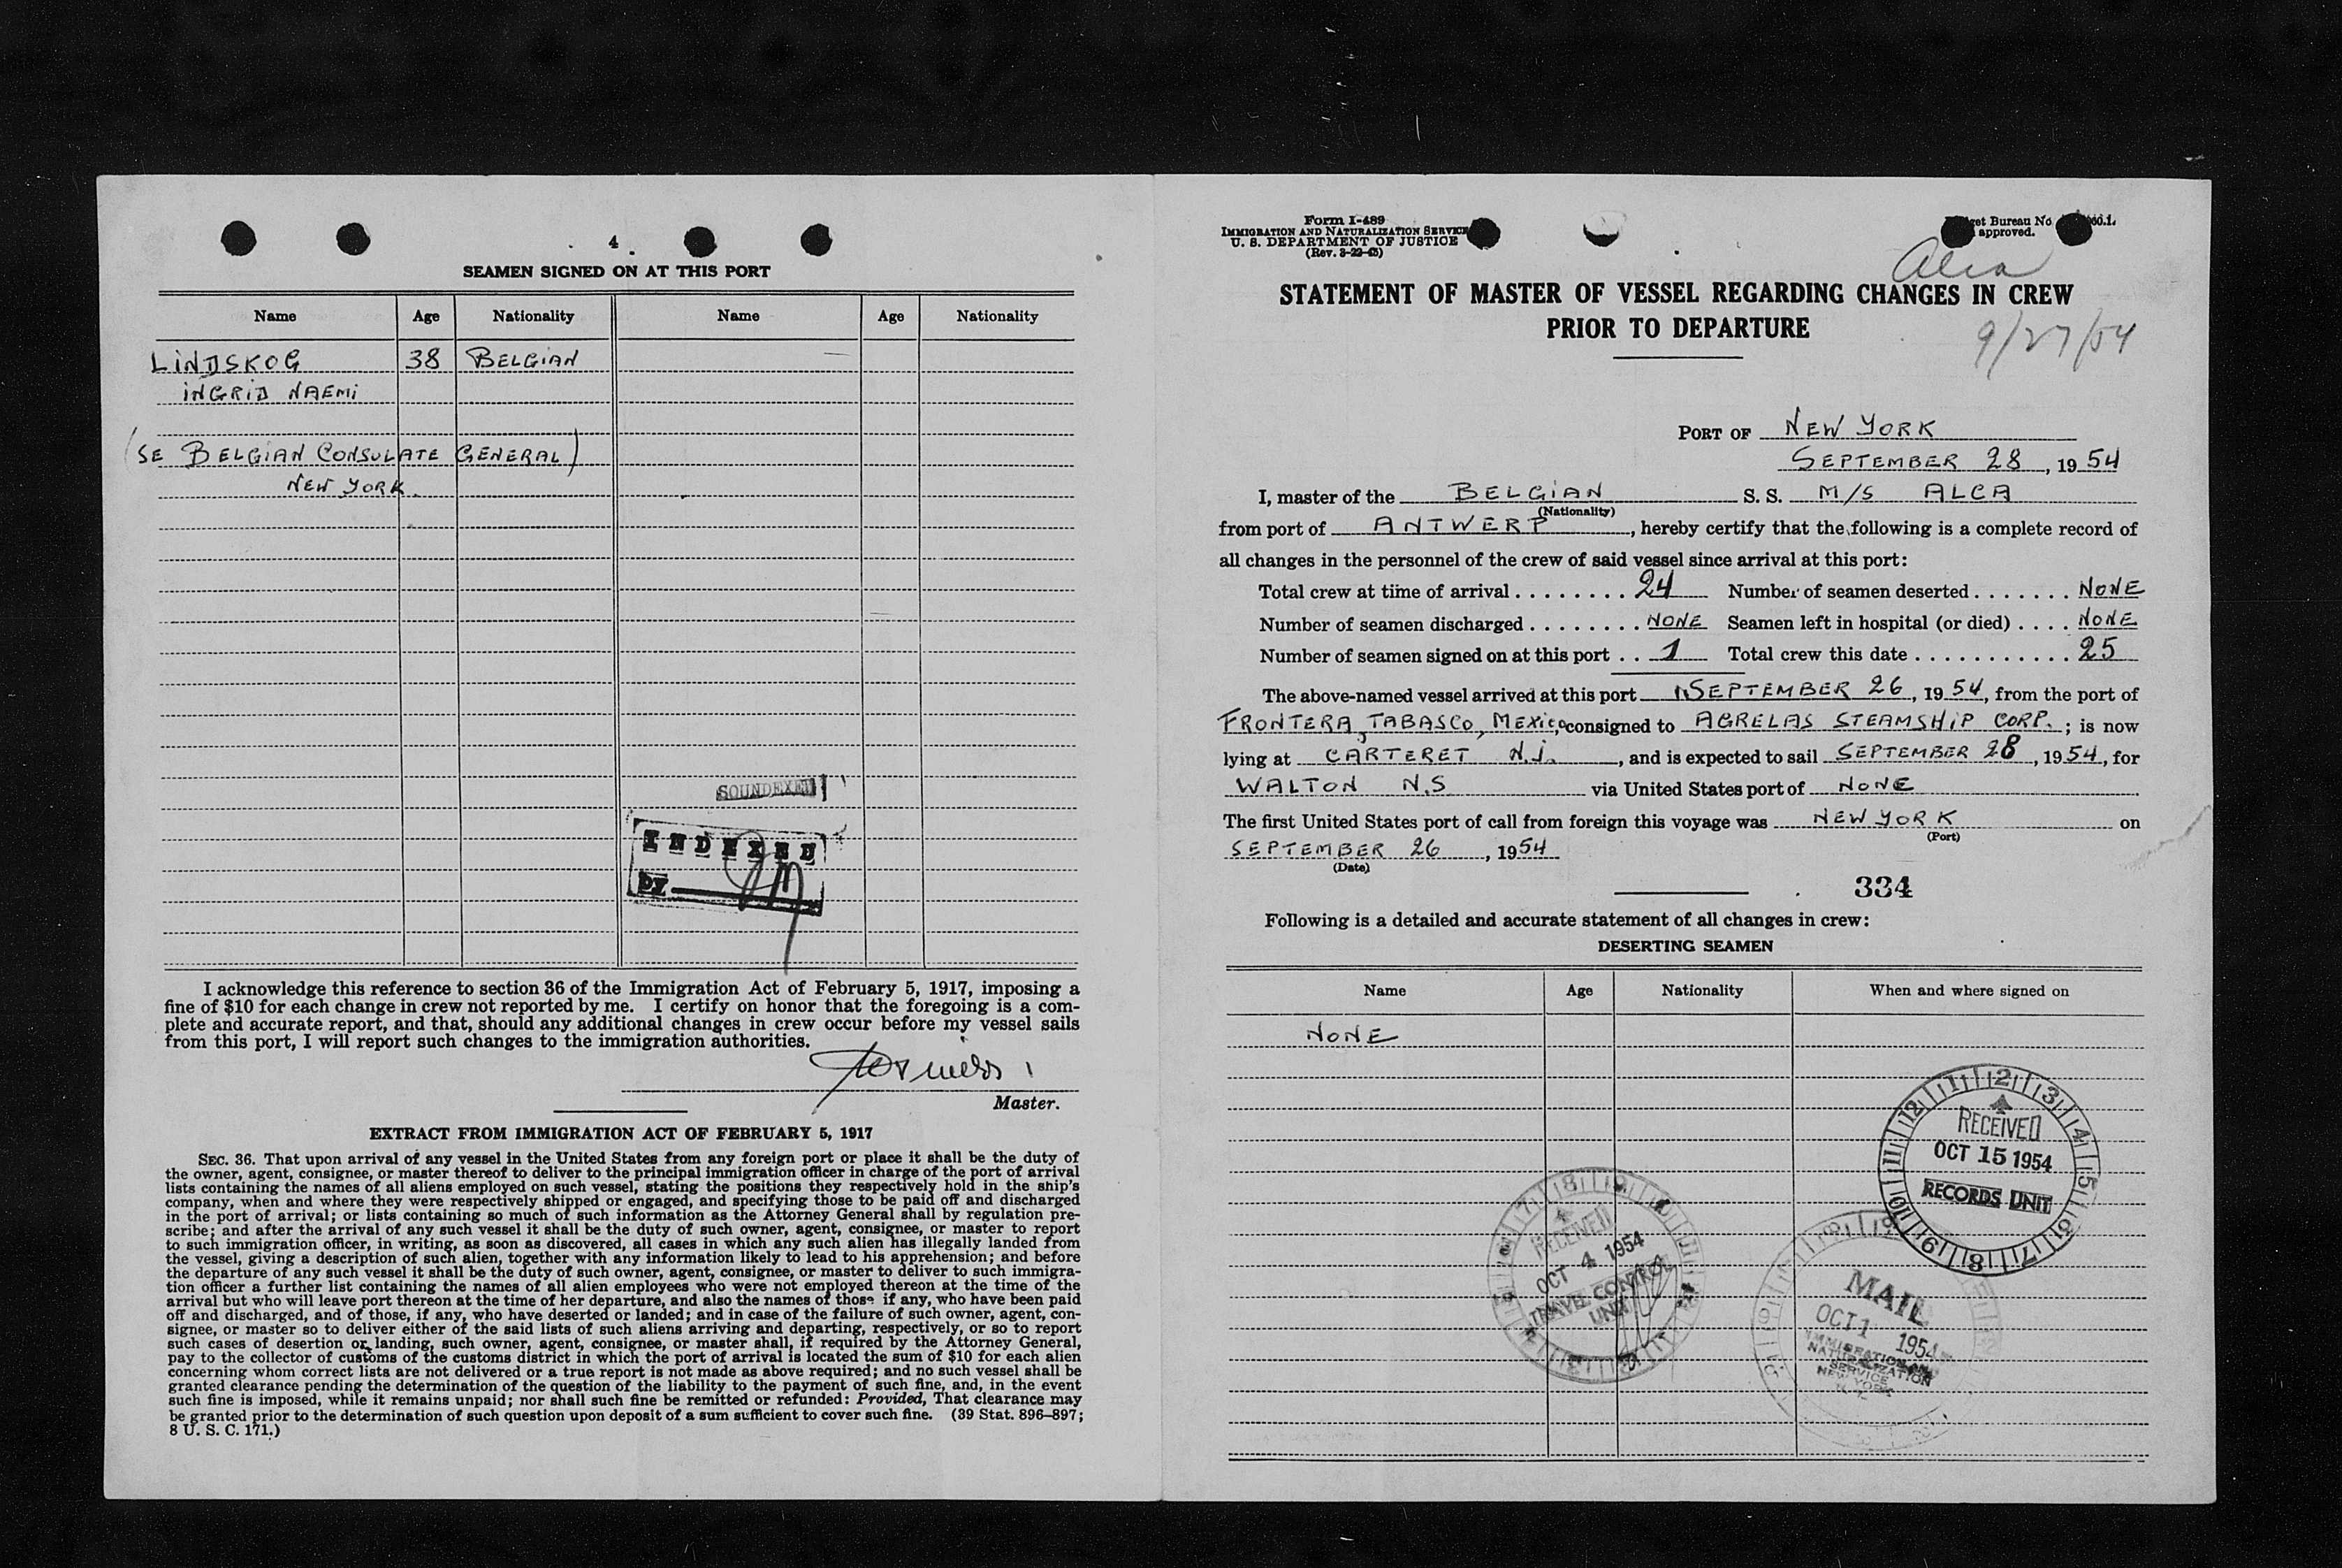 4
SEAMEN SIGNED ON AT THIS PORT
Name Age Nationality Name Age Nationality
LINDSKOG 38 BELGIAN
INGRID NAEMI
(SE BELGIAN CONSULATE GENERAL)
NEW YORK.
SOUNDEXED
INDEXED
by
I acknowledge this reference to section 36 of the Immigration Act of February 5, 1917, imposing a
fine of $10 for each change in crew not reported by me. I certify on honor that the foregoing is a com-
plete and accurate report, and that, should any additional changes in crew occur before my vessel sails
from this port, I will report such changes to the immigration authorities.
Master.
EXTRACT FROM IMMIGRATION ACT OF FEBRUARY 5, 1917
SEC. 36. That upon arrival of any vessel in the United States from any foreign port or place it shall be the duty of
the owner, agent, consignee, or master thereof to deliver to the principal immigration officer in charge of the port of arrival
lists containing the names of all aliens employed on such vessel, stating the positions they respectively hold in the ship's
company, when and where they were respectively shipped or engaged, and specifying those to be paid off and discharged
in the port of arrival; or lists containing so much of such information as the Attorney General shall by regulation pre-
scribe; and after the arrival of any such vessel it shall be the duty of such owner, agent, consignee, or master to report
to such immigration officer, in writing, as soon as discovered, all cases in which any such alien has illegally landed from
the vessel, giving a description of such alien, together with any information likely to lead to his apprehension; and before
the departure of any such vessel it shall be the duty of such owner, agent, consignee, or master to deliver to such immigra-
tion officer a further list containing the names of all alien employees who were not employed thereon at the time of the
arrival but who will leave port thereon at the time of her departure, and also the names of those if any, who have been paid
off and discharged, and of those, if any, who have deserted or landed; and in case of the failure of such owner, agent, con-
signee, or master so to deliver either of the said lists of such aliens arriving and departing, respectively, or so to report
such cases of desertion or landing, such owner, agent, consignee, or master shall, if required by the Attorney General,
pay to the collector of customs of the customs district in which the port of arrival is located the sum of $10 for each alien
concerning whom correct lists are not delivered or a true report is not made as above required; and no such vessel shall be
granted clearance pending the determination of the question of the liability to the payment of such fine, and, in the event
such fine is imposed, while it remains unpaid; nor shall such fine be remitted or refunded: Provided, That clearance may
be granted prior to the determination of such question upon deposit of a sum sufficient to cover such fine. (39 Stat. 896–897;
8 U. S. C. 171.)
Form I-489
IMMIGRATION AND NATURALIZATION SERVICE
U. S. DEPARTMENT OF JUSTICE
(Rev. 3-22-45)
Bureau No
approved.
Alca
STATEMENT OF MASTER OF VESSEL REGARDING CHANGES IN CREW
PRIOR TO DEPARTURE
9/27/54
PORT OF NEW YORK
SEPTEMBER 28, 1954
I, master of the BELGIAN S. S. M/S ALCA
(Nationality)
from port of ANTWERP, hereby certify that the following is a complete record of
all changes in the personnel of the crew of said vessel since arrival at this port:
Total crew at time of arrival ........ 24 Number of seamen deserted ....... NONE
Number of seamen discharged ........ NONE Seamen left in hospital (or died) .... NONE
Number of seamen signed on at this port .. 1 Total crew this date ........... 25
The above-named vessel arrived at this port SEPTEMBER 26, 1954, from the port of
FRONTERA, TABASCO, MEXICO, consigned to AGRELAS STEAMSHIP CORP.; is now
lying at CARTERET N.J., and is expected to sail SEPTEMBER 28, 1954, for
WALTON N.S via United States port of NONE
The first United States port of call from foreign this voyage was NEW YORK on
(Port)
SEPTEMBER 26, 1954
(Date)
334
Following is a detailed and accurate statement of all changes in crew:
DESERTING SEAMEN
Name Age Nationality When and where signed on
NONE
RECEIVED
OCT 15 1954
RECORDS UNIT
RECEIVED
OCT 4 1954
TRAVEL CONTROL
UNIT
MAIL
OCT 1 1954
IMMIGRATION AND
NATURALIZATION
SERVICE
NEW YORK